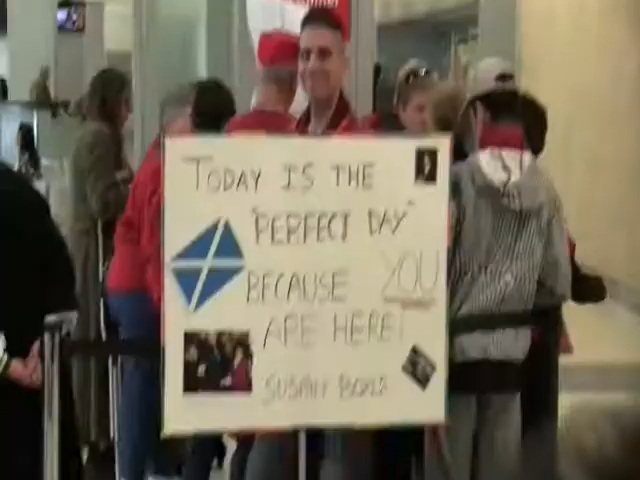 TODAY IS THE
"PERFECT DAY"
BECAUSE YOU
ARE HERE!
SUSAN BOYLE